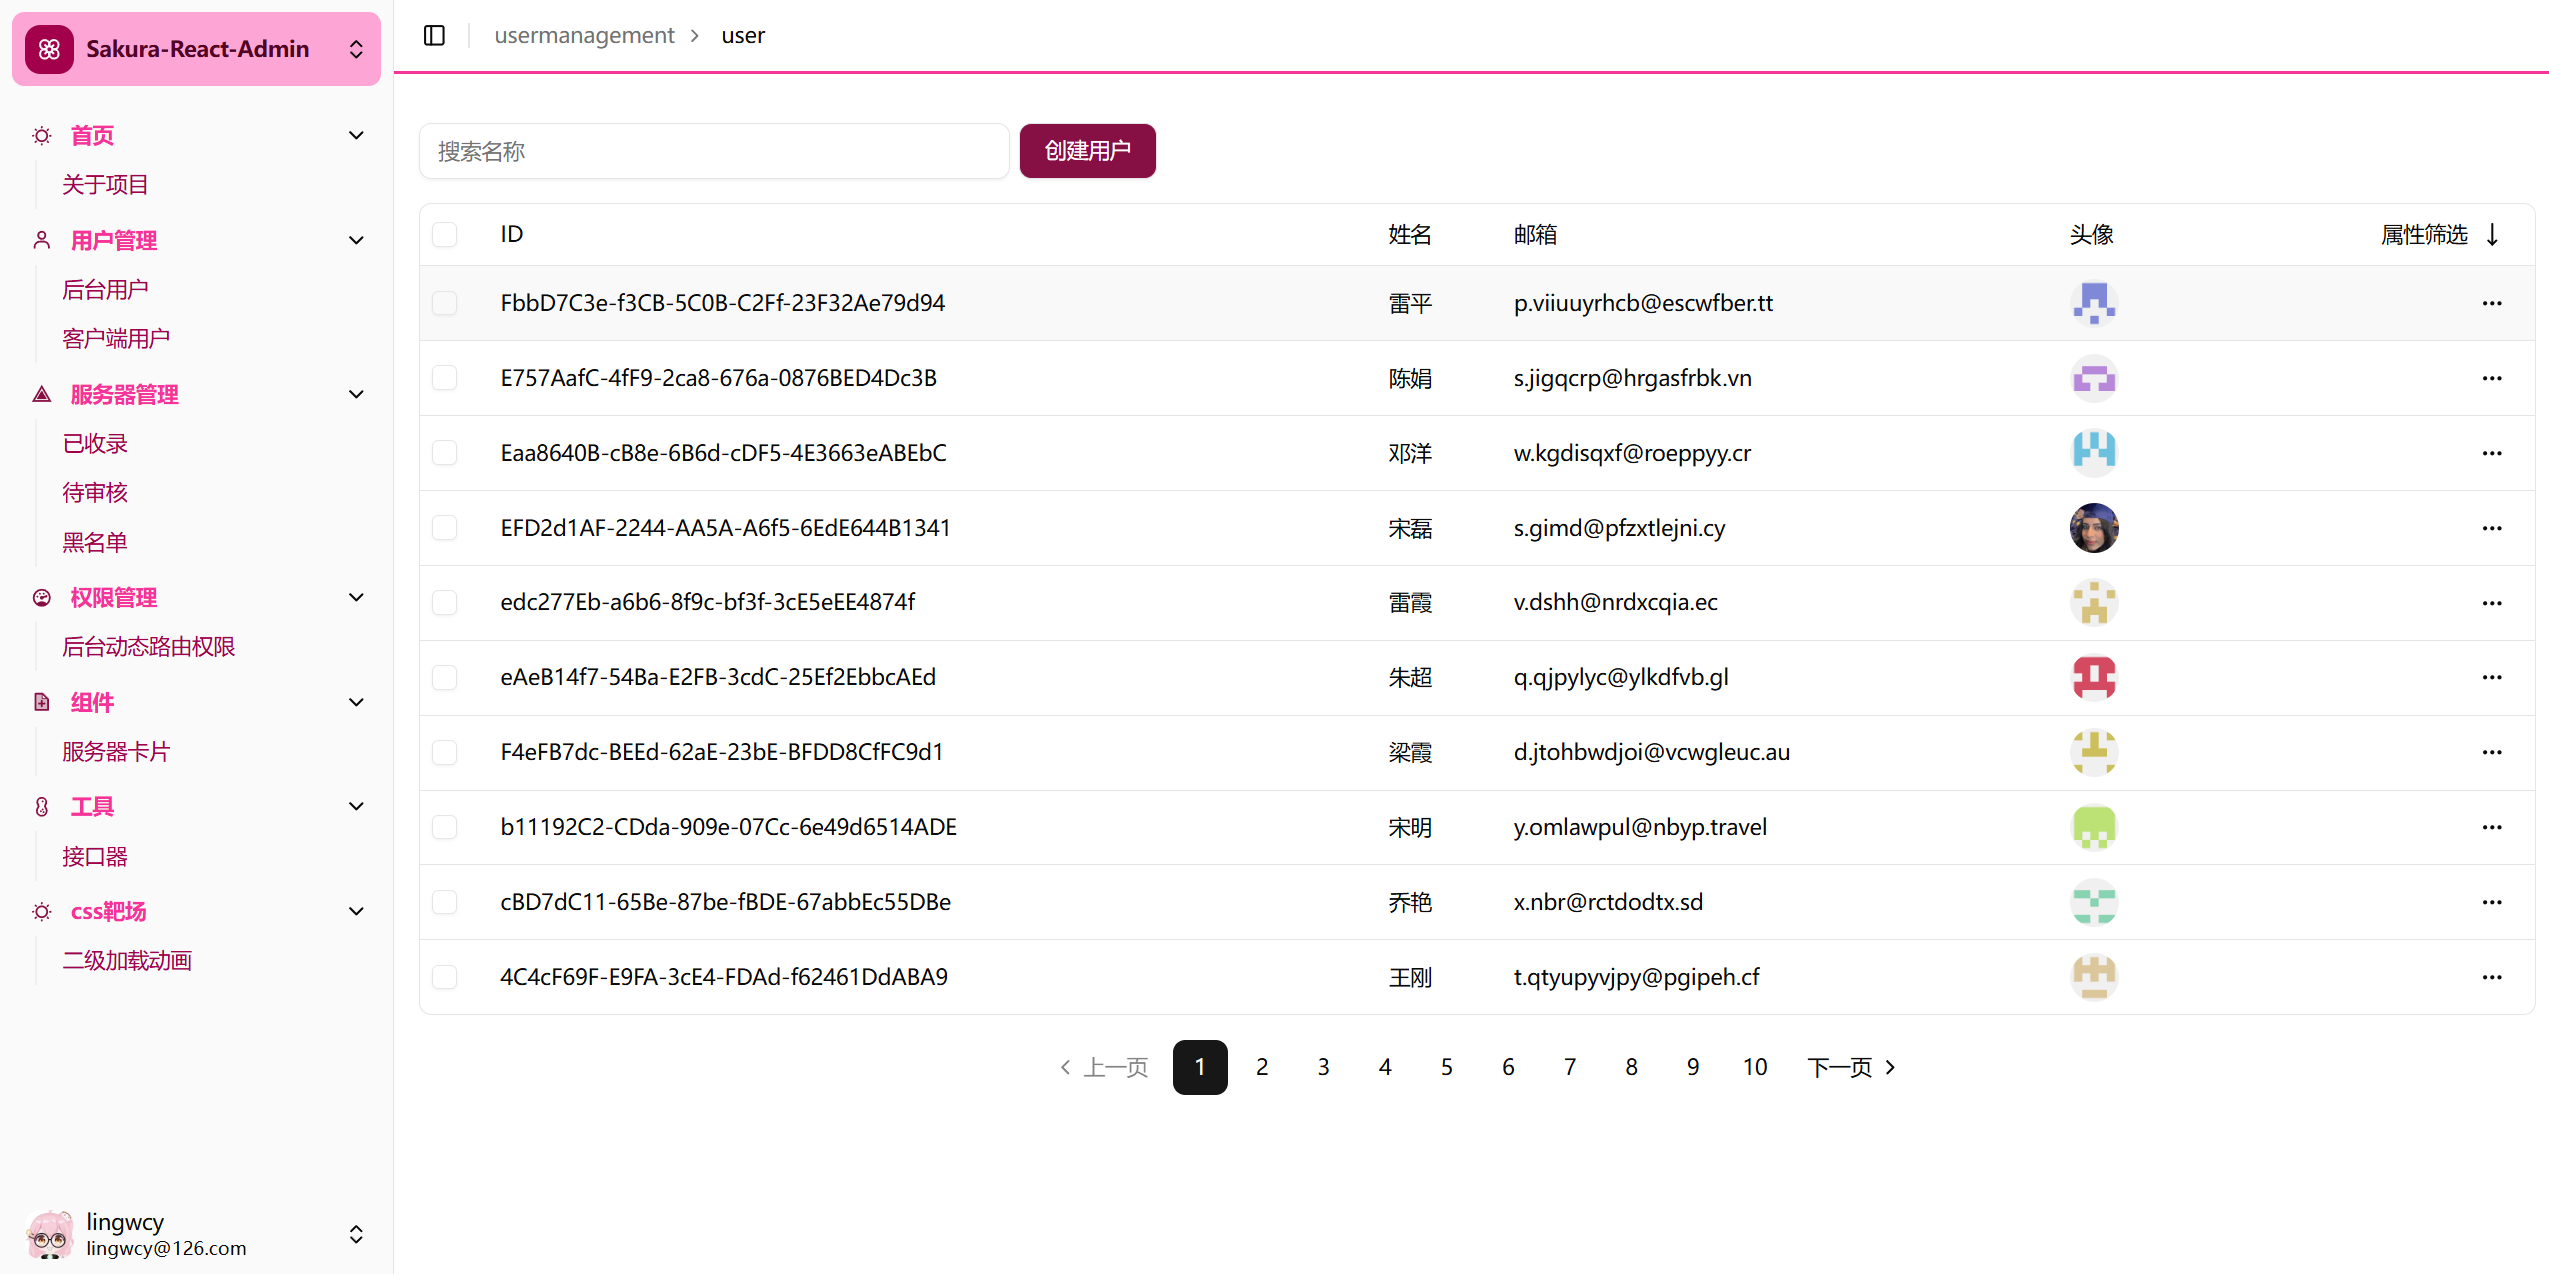 Sakura-React-Admin
首页
关于项目
用户管理
后台用户
客户端用户
服务器管理
已收录
待审核
黑名单
权限管理
后台动态路由权限
组件
服务器卡片
工具
接口器
css靶场
二级加载动画
lingwcy
lingwcy@126.com
usermanagement > user
搜索名称 创建用户
ID 姓名 邮箱 头像 属性筛选 ↓
FbbD7C3e-f3CB-5C0B-C2Ff-23F32Ae79d94 雷平 p.viiuuyrhcb@escwfber.tt ···
E757AafC-4fF9-2ca8-676a-0876BED4Dc3B 陈娟 s.jigqcrp@hrgasfrbk.vn ···
Eaa8640B-cB8e-6B6d-cDF5-4E3663eABEbC 邓洋 w.kgdisqxf@roeppyy.cr ···
EFD2d1AF-2244-AA5A-A6f5-6EdE644B1341 宋磊 s.gimd@pfzxtlejni.cy ···
edc277Eb-a6b6-8f9c-bf3f-3cE5eEE4874f 雷霞 v.dshh@nrdxcqia.ec ···
eAeB14f7-54Ba-E2FB-3cdC-25Ef2EbbcAEd 朱超 q.qjpylyc@ylkdfvb.gl ···
F4eFB7dc-BEEd-62aE-23bE-BFDD8CfFC9d1 梁霞 d.jtohbwdjoi@vcwgleuc.au ···
b11192C2-CDda-909e-07Cc-6e49d6514ADE 宋明 y.omlawpul@nbyp.travel ···
cBD7dC11-65Be-87be-fBDE-67abbEc55DBe 乔艳 x.nbr@rctdodtx.sd ···
4C4cF69F-E9FA-3cE4-FDAd-f62461DdABA9 王刚 t.qtyupyvjpy@pgipeh.cf ···
< 上一页 1 2 3 4 5 6 7 8 9 10 下一页 >